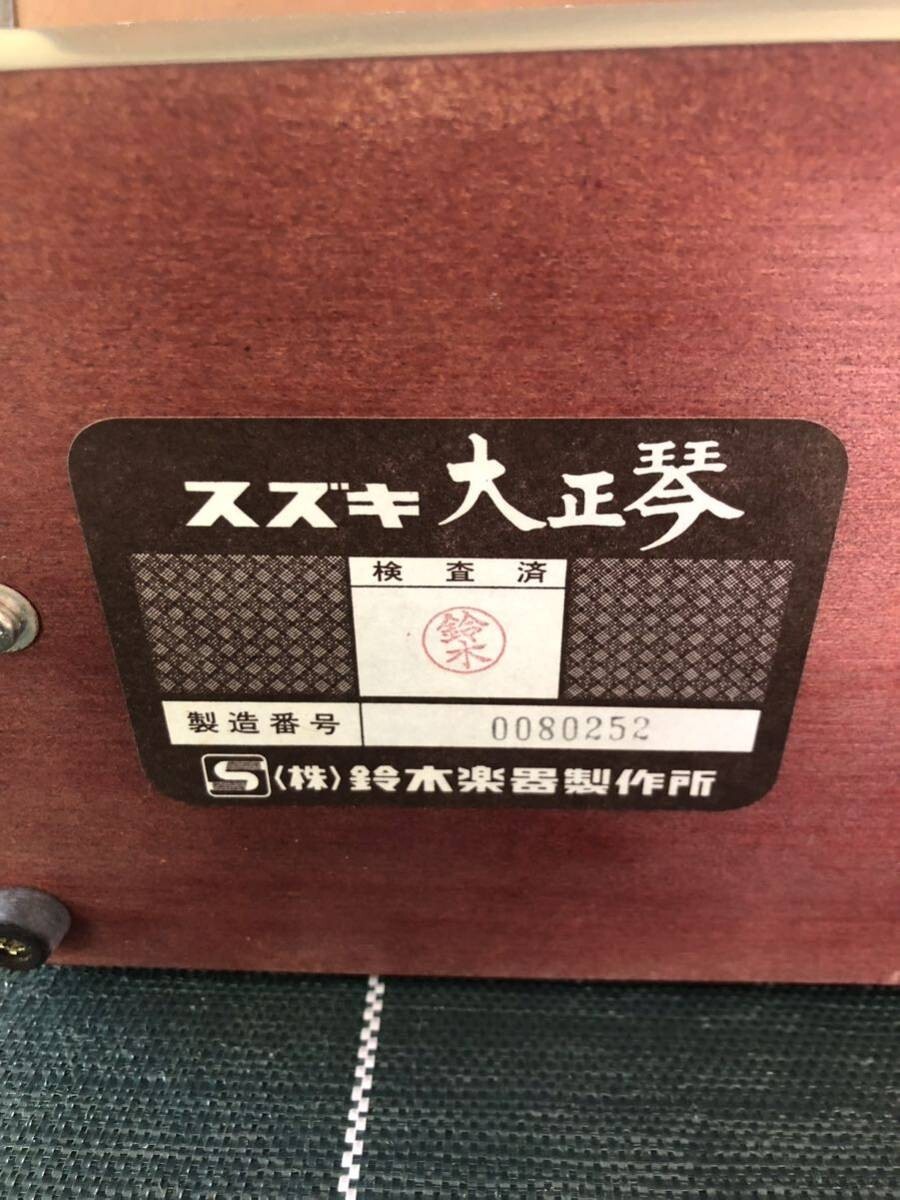 スズキ 大正琴
検査済
鈴木
製造番号 0080252
S〈株〉鈴木楽器製作所